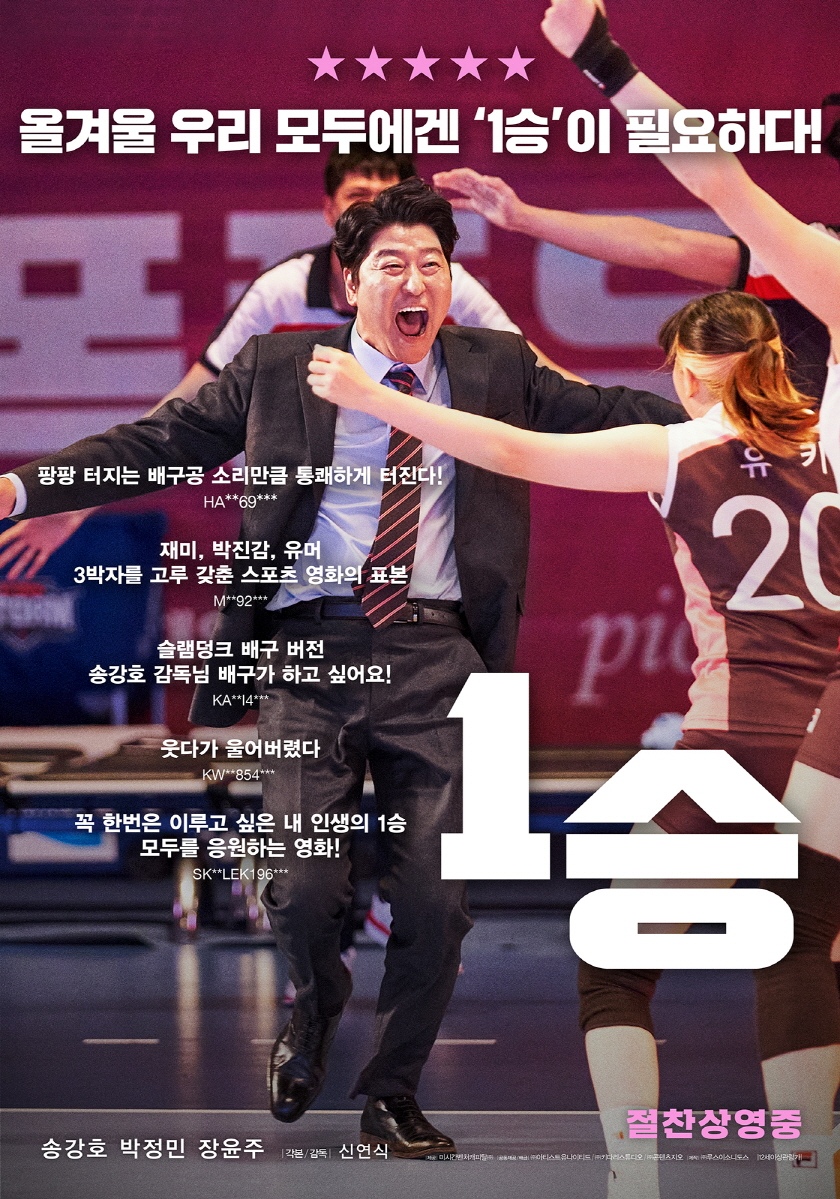 ★★★★★
올겨울 우리 모두에겐 ‘1승’이 필요하다!
유 키
20
팡팡 터지는 배구공 소리만큼 통쾌하게 터진다!
HA**69***
재미, 박진감, 유머
3박자를 고루 갖춘 스포츠 영화의 표본
M**92***
슬램덩크 배구 버전
송강호 감독님 배구가 하고 싶어요!
KA**I4***
웃다가 울어버렸다
KW**854***
꼭 한번은 이루고 싶은 내 인생의 1승
모두를 응원하는 영화!
SK**LEK196***
1승
절찬상영중
송강호 박정민 장윤주 |각본/감독| 신연식